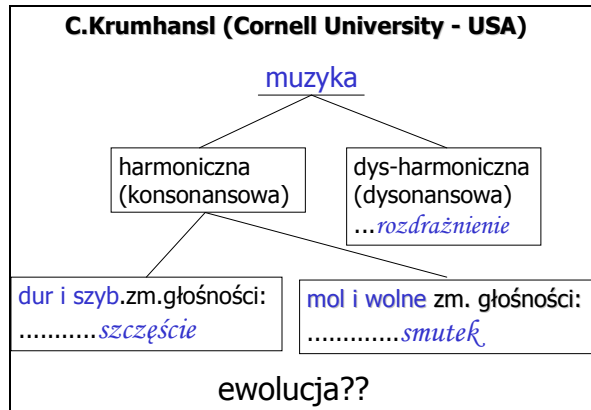 C.Krumhansl (Cornell University - USA)
muzyka
harmoniczna
(konsonansowa)
dys-harmoniczna
(dysonansowa)
...rozdrażnienie
dur i szyb.zm.głośności:
...........szczęście
mol i wolne zm. głośności:
.............smutek
ewolucja??